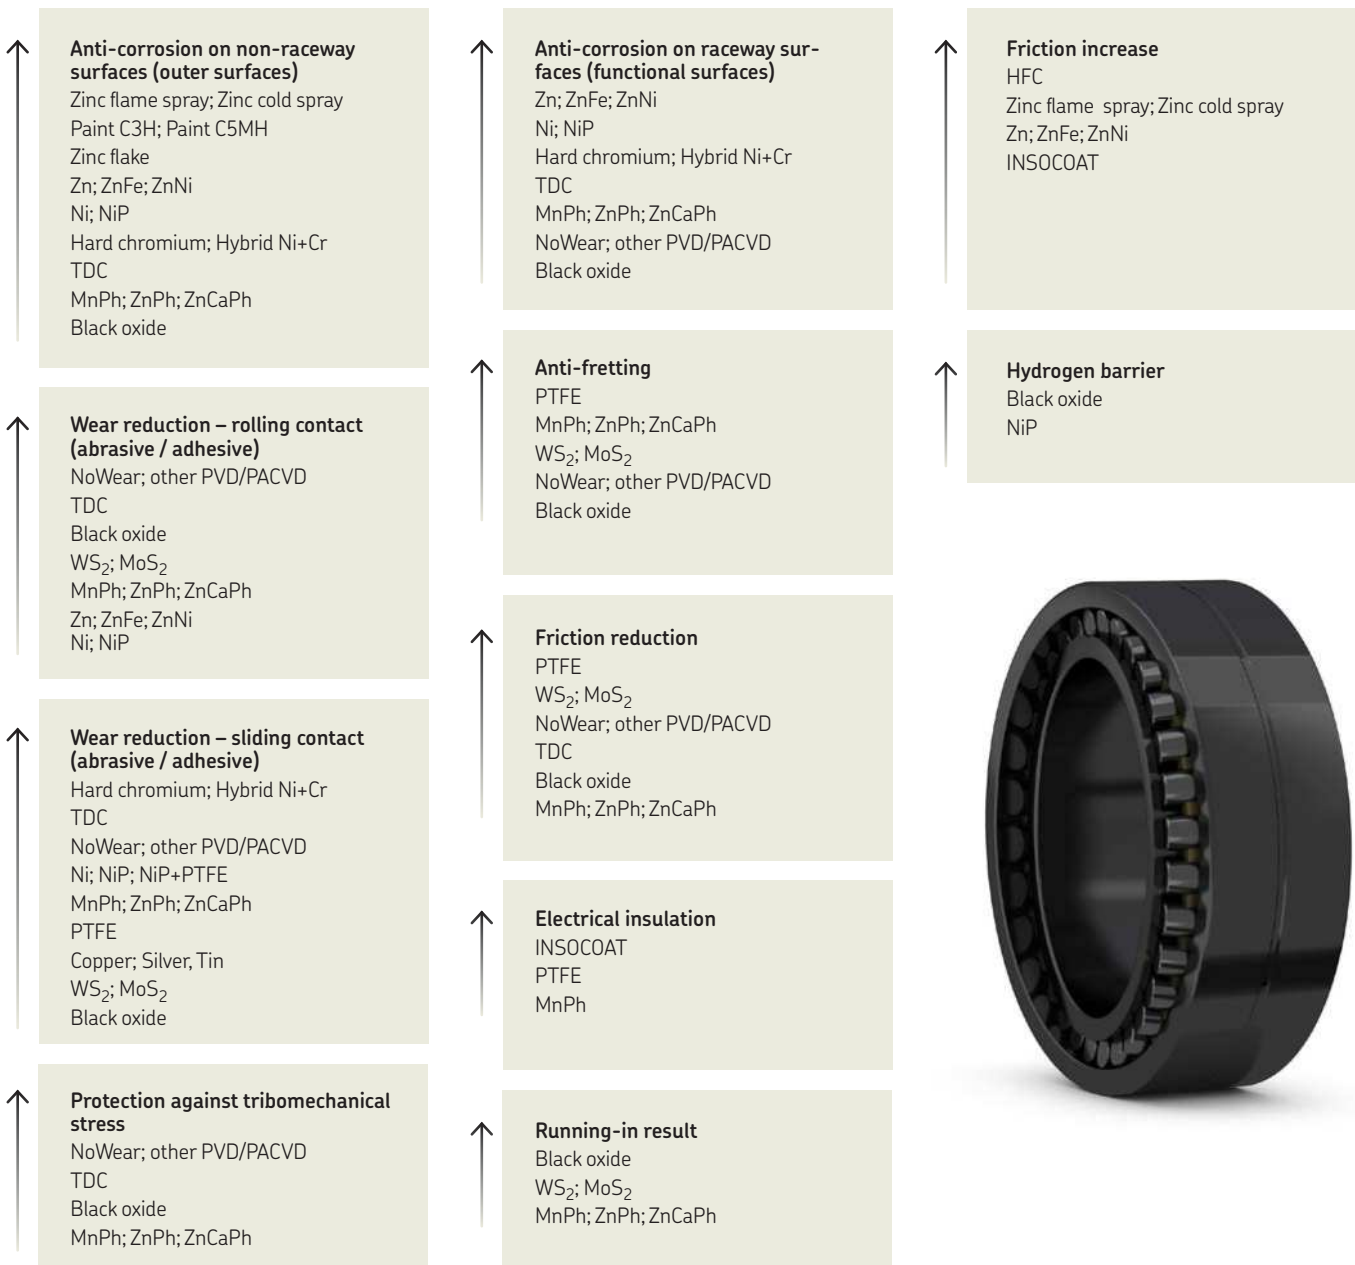 Anti-corrosion on non-raceway
surfaces (outer surfaces)
Zinc flame spray; Zinc cold spray
Paint C3H; Paint C5MH
Zinc flake
Zn; ZnFe; ZnNi
Ni; NiP
Hard chromium; Hybrid Ni+Cr
TDC
MnPh; ZnPh; ZnCaPh
Black oxide
Wear reduction – rolling contact
(abrasive / adhesive)
NoWear; other PVD/PACVD
TDC
Black oxide
WS2; MoS2
MnPh; ZnPh; ZnCaPh
Zn; ZnFe; ZnNi
Ni; NiP
Wear reduction – sliding contact
(abrasive / adhesive)
Hard chromium; Hybrid Ni+Cr
TDC
NoWear; other PVD/PACVD
Ni; NiP; NiP+PTFE
MnPh; ZnPh; ZnCaPh
PTFE
Copper; Silver, Tin
WS2; MoS2
Black oxide
Protection against tribomechanical
stress
NoWear; other PVD/PACVD
TDC
Black oxide
MnPh; ZnPh; ZnCaPh
Anti-corrosion on raceway sur-
faces (functional surfaces)
Zn; ZnFe; ZnNi
Ni; NiP
Hard chromium; Hybrid Ni+Cr
TDC
MnPh; ZnPh; ZnCaPh
NoWear; other PVD/PACVD
Black oxide
Anti-fretting
PTFE
MnPh; ZnPh; ZnCaPh
WS2; MoS2
NoWear; other PVD/PACVD
Black oxide
Friction reduction
PTFE
WS2; MoS2
NoWear; other PVD/PACVD
TDC
Black oxide
MnPh; ZnPh; ZnCaPh
Electrical insulation
INSOCOAT
PTFE
MnPh
Running-in result
Black oxide
WS2; MoS2
MnPh; ZnPh; ZnCaPh
Friction increase
HFC
Zinc flame spray; Zinc cold spray
Zn; ZnFe; ZnNi
INSOCOAT
Hydrogen barrier
Black oxide
NiP